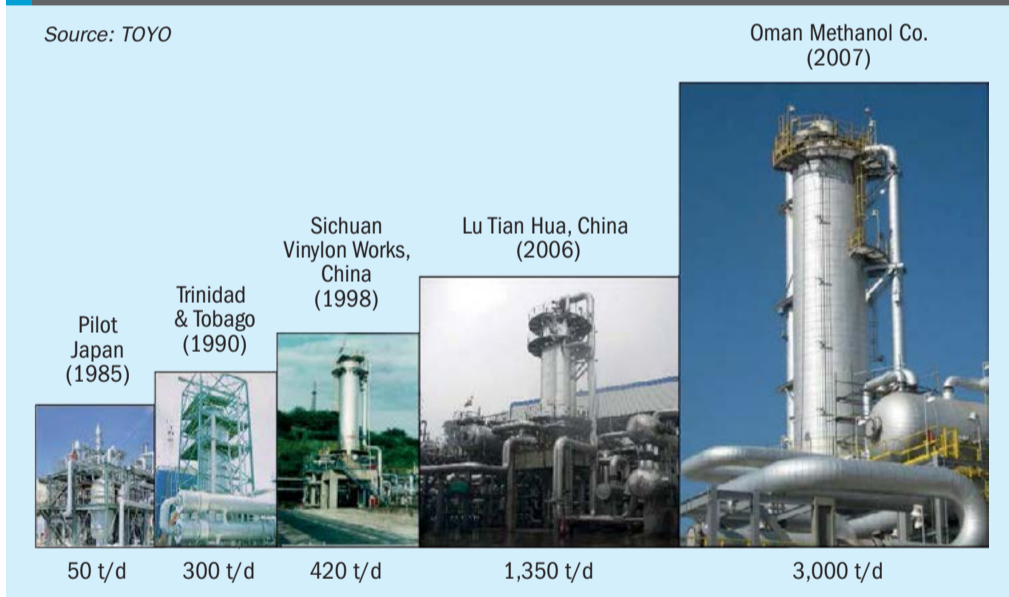 Source: TOYO
Oman Methanol Co.
(2007)
Sichuan
Vinylon Works,
China
(1998)
Lu Tian Hua, China
(2006)
Trinidad
& Tobago
(1990)
Pilot
Japan
(1985)
50 t/d
300 t/d
420 t/d
1,350 t/d
3,000 t/d